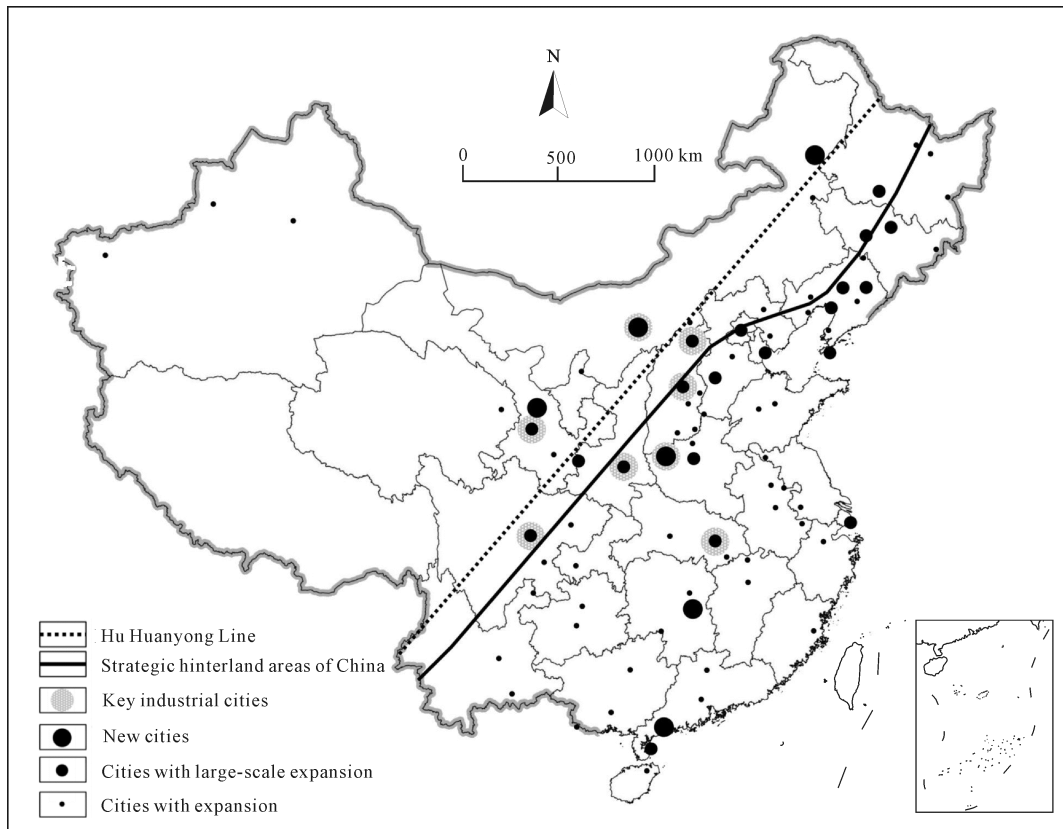 N
0 500 1000 km
Hu Huanyong Line
Strategic hinterland areas of China
Key industrial cities
New cities
Cities with large-scale expansion
Cities with expansion